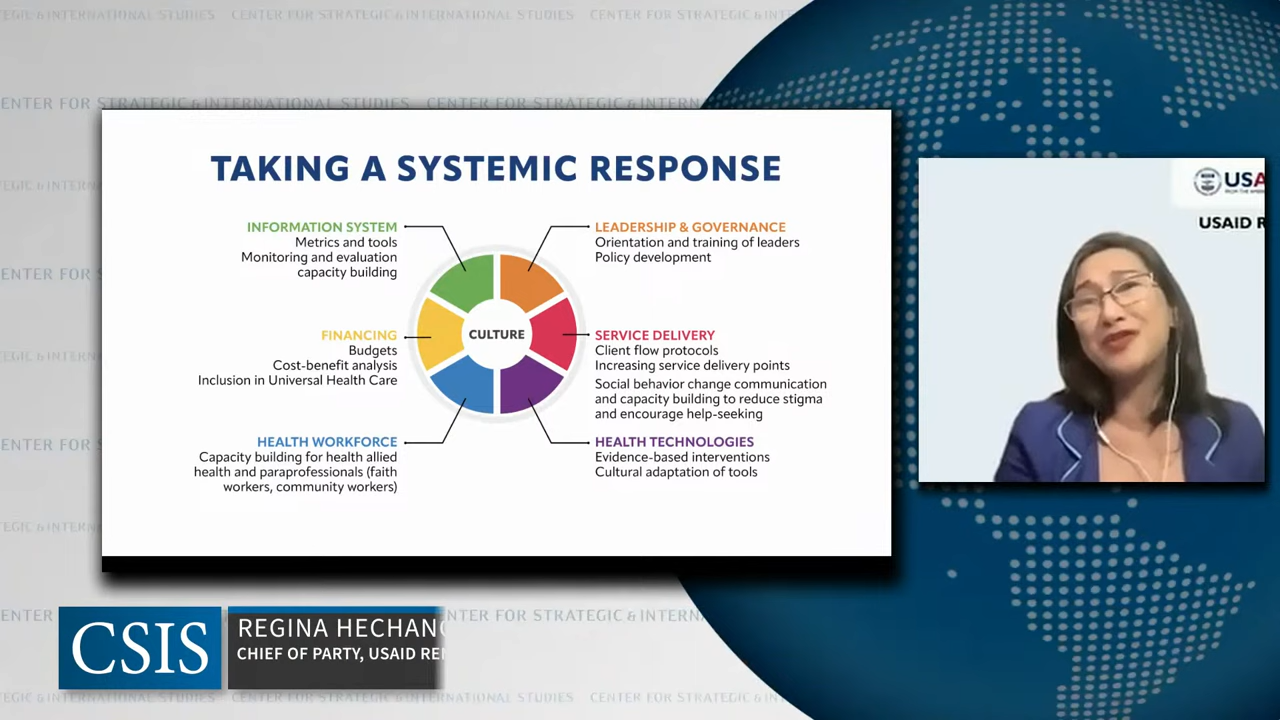 CENTER FOR STRATEGIC & INTERNATIONAL STUDIES
TAKING A SYSTEMIC RESPONSE
INFORMATION SYSTEM
Metrics and tools
Monitoring and evaluation
capacity building
LEADERSHIP & GOVERNANCE
Orientation and training of leaders
Policy development
FINANCING
Budgets
Cost-benefit analysis
Inclusion in Universal Health Care
CULTURE
SERVICE DELIVERY
Client flow protocols
Increasing service delivery points
Social behavior change communication
and capacity building to reduce stigma
and encourage help-seeking
HEALTH WORKFORCE
Capacity building for health allied
health and paraprofessionals (faith
workers, community workers)
HEALTH TECHNOLOGIES
Evidence-based interventions
Cultural adaptation of tools
USA
USAID R
CSIS
REGINA HECHAN
CHIEF OF PARTY, USAID RE